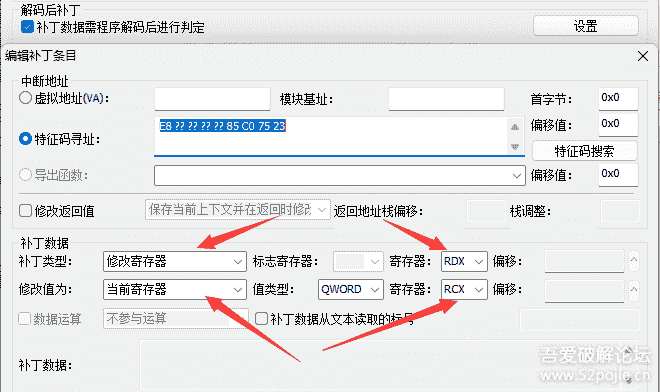 解码后补丁
补丁数据需程序解码后进行判定
设置
编辑补丁条目
中断地址
虚拟地址(VA)： 模块基址： 首字节： 0x0
特征码寻址： E8 ?? ?? ?? ?? 85 C0 75 23 偏移值： 0x0
特征码搜索
导出函数： 偏移值： 0x0
修改返回值 保存当前上下文并在返回时修改 返回地址栈偏移： 栈调整：
补丁数据
补丁类型： 修改寄存器 标志寄存器： 寄存器： RDX 偏移：
修改值为： 当前寄存器 值类型： QWORD 寄存器： RCX 偏移：
数据运算 不参与运算 补丁数据从文本读取的标号
补丁数据：
吾爱破解论坛
www.52pojie.cn